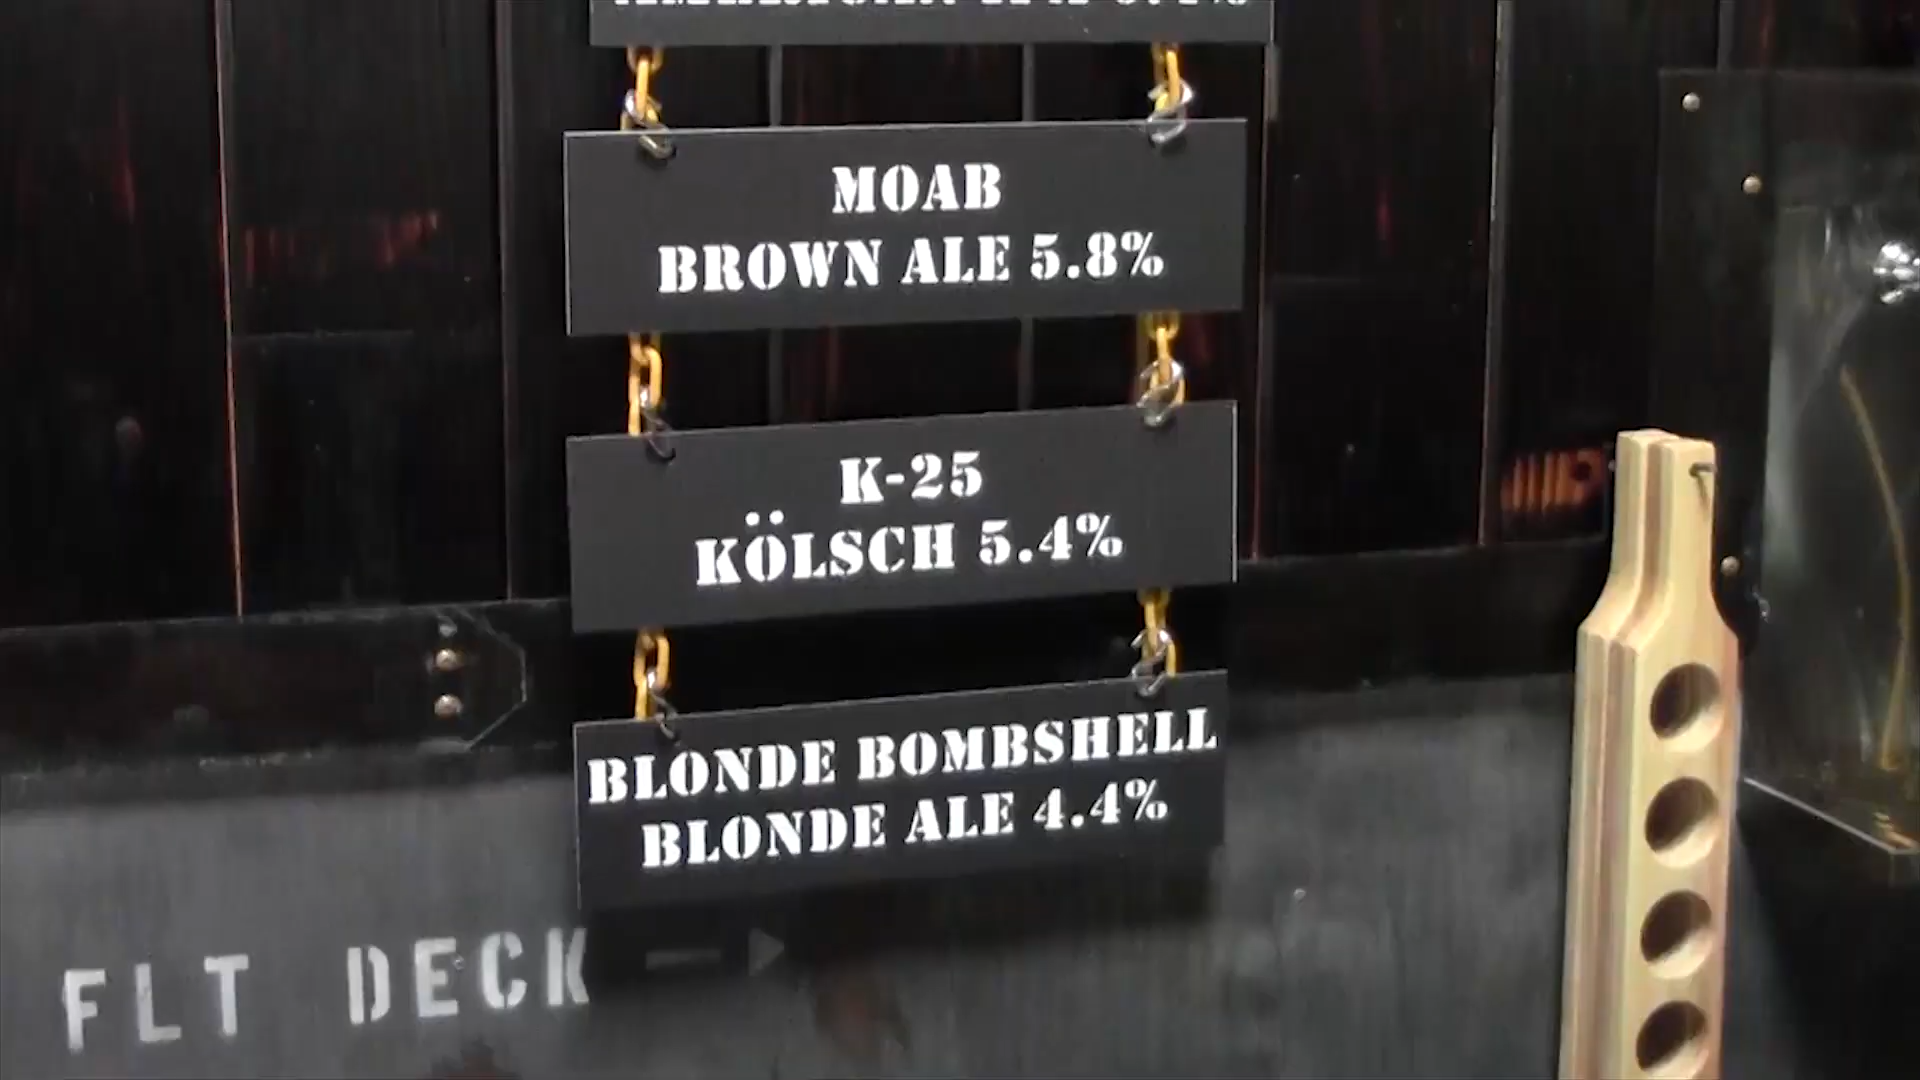 MOAB
BROWN ALE 5.8%
K-25
KÖLSCH 5.4%
BLONDE BOMBSHELL
BLONDE ALE 4.4%
FLT DECK